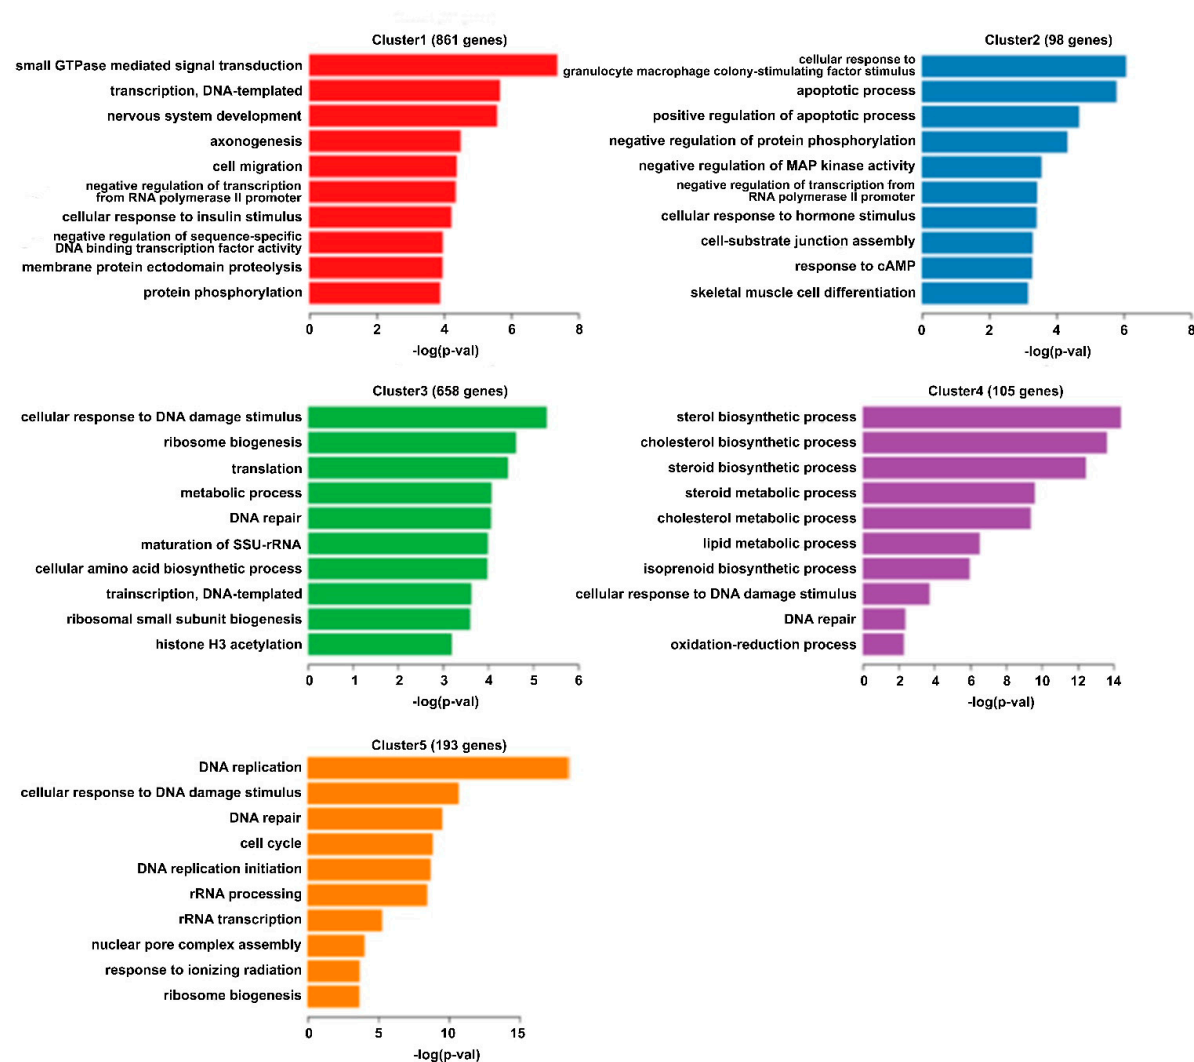 Cluster1 (861 genes)
small GTPase mediated signal transduction
transcription, DNA-templated
nervous system development
axonogenesis
cell migration
negative regulation of transcription
from RNA polymerase II promoter
cellular response to insulin stimulus
negative regulation of sequence-specific
DNA binding transcription factor activity
membrane protein ectodomain proteolysis
protein phosphorylation
0 2 4 6 8
-log(p-val)
Cluster2 (98 genes)
cellular response to
granulocyte macrophage colony-stimulating factor stimulus
apoptotic process
positive regulation of apoptotic process
negative regulation of protein phosphorylation
negative regulation of MAP kinase activity
negative regulation of transcription from
RNA polymerase II promoter
cellular response to hormone stimulus
cell-substrate junction assembly
response to cAMP
skeletal muscle cell differentiation
0 2 4 6 8
-log(p-val)
Cluster3 (658 genes)
cellular response to DNA damage stimulus
ribosome biogenesis
translation
metabolic process
DNA repair
maturation of SSU-rRNA
cellular amino acid biosynthetic process
trainscription, DNA-templated
ribosomal small subunit biogenesis
histone H3 acetylation
0 1 2 3 4 5 6
-log(p-val)
Cluster4 (105 genes)
sterol biosynthetic process
cholesterol biosynthetic process
steroid biosynthetic process
steroid metabolic process
cholesterol metabolic process
lipid metabolic process
isoprenoid biosynthetic process
cellular response to DNA damage stimulus
DNA repair
oxidation-reduction process
0 2 4 6 8 10 12 14
-log(p-val)
Cluster5 (193 genes)
DNA replication
cellular response to DNA damage stimulus
DNA repair
cell cycle
DNA replication initiation
rRNA processing
rRNA transcription
nuclear pore complex assembly
response to ionizing radiation
ribosome biogenesis
0 5 10 15
-log(p-val)